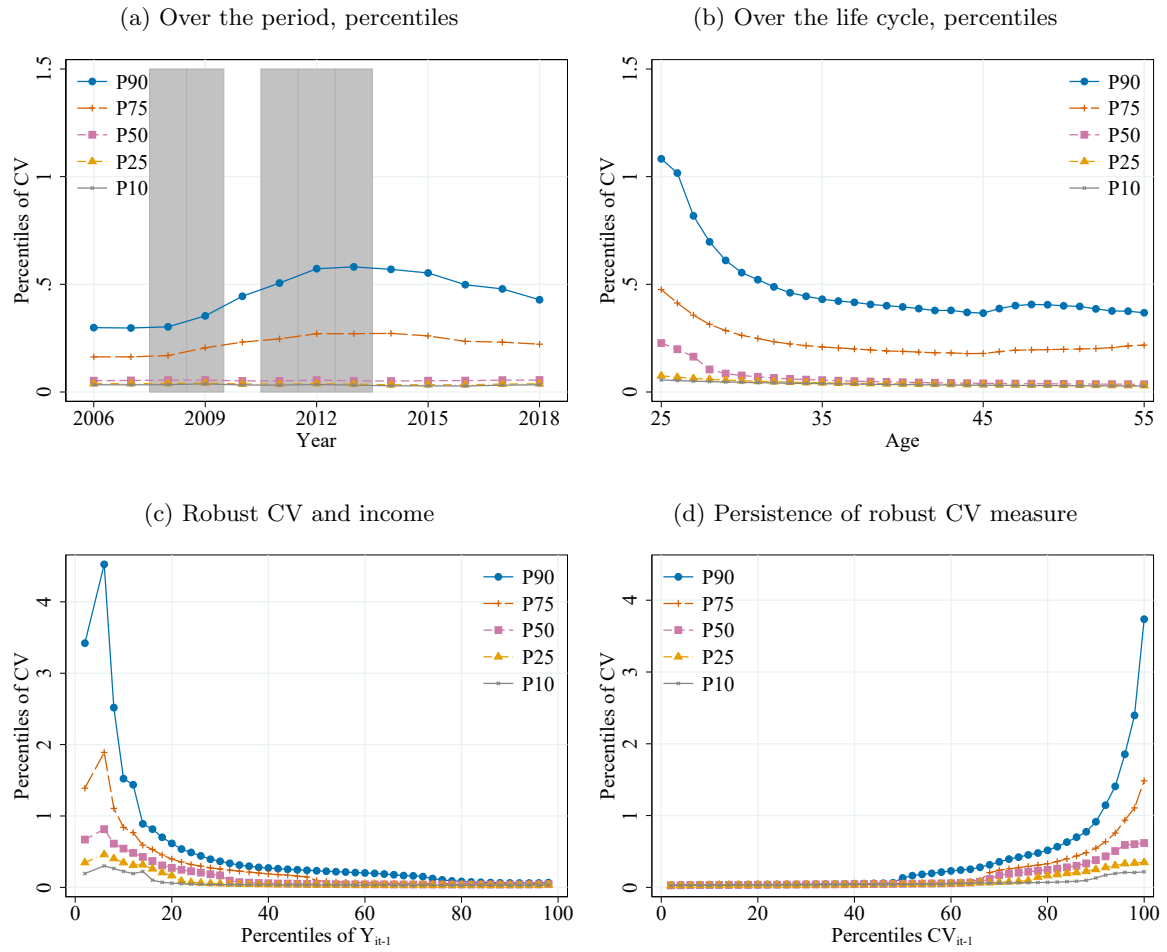 (a) Over the period, percentiles
Percentiles of CV
1.5
1
.5
0
P90
P75
P50
P25
P10
2006 2009 2012 2015 2018
Year
(b) Over the life cycle, percentiles
Percentiles of CV
1.5
1
.5
0
P90
P75
P50
P25
P10
25 35 45 55
Age
(c) Robust CV and income
Percentiles of CV
4
3
2
1
0
P90
P75
P50
P25
P10
0 20 40 60 80 100
Percentiles of Y_it-1
(d) Persistence of robust CV measure
Percentiles of CV
4
3
2
1
0
P90
P75
P50
P25
P10
0 20 40 60 80 100
Percentiles CV_it-1